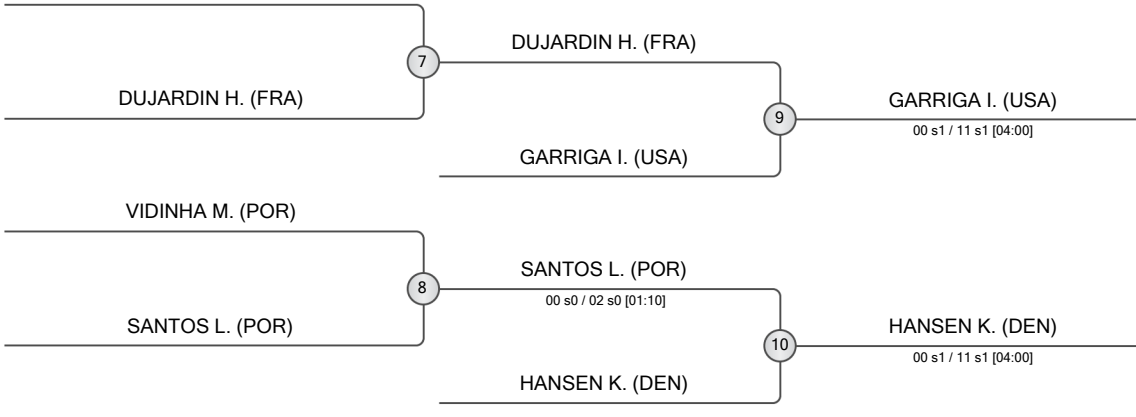 DUJARDIN H. (FRA)
7
DUJARDIN H. (FRA)
9
GARRIGA I. (USA)
00 s1 / 11 s1 [04:00]
GARRIGA I. (USA)
VIDINHA M. (POR)
8
SANTOS L. (POR)
SANTOS L. (POR)
00 s0 / 02 s0 [01:10]
10
HANSEN K. (DEN)
HANSEN K. (DEN)
00 s1 / 11 s1 [04:00]